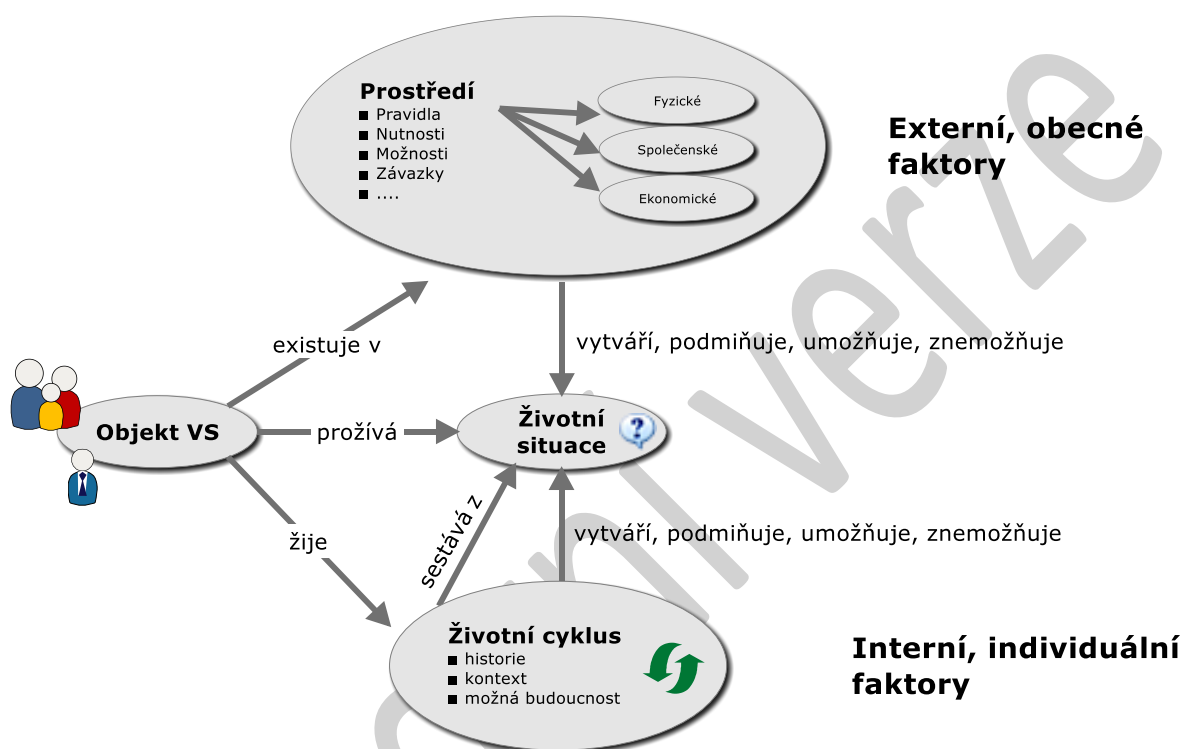 Prostředí
Pravidla
Nutnosti
Možnosti
Závazky
....
Fyzické
Společenské
Ekonomické
Externí, obecné
faktory
existuje v
vytváří, podmiňuje, umožňuje, znemožňuje
Objekt VS
prožívá
Životní
situace
?
žije
sestává z
vytváří, podmiňuje, umožňuje, znemožňuje
Životní cyklus
historie
kontext
možná budoucnost
Interní, individuální
faktory
verze